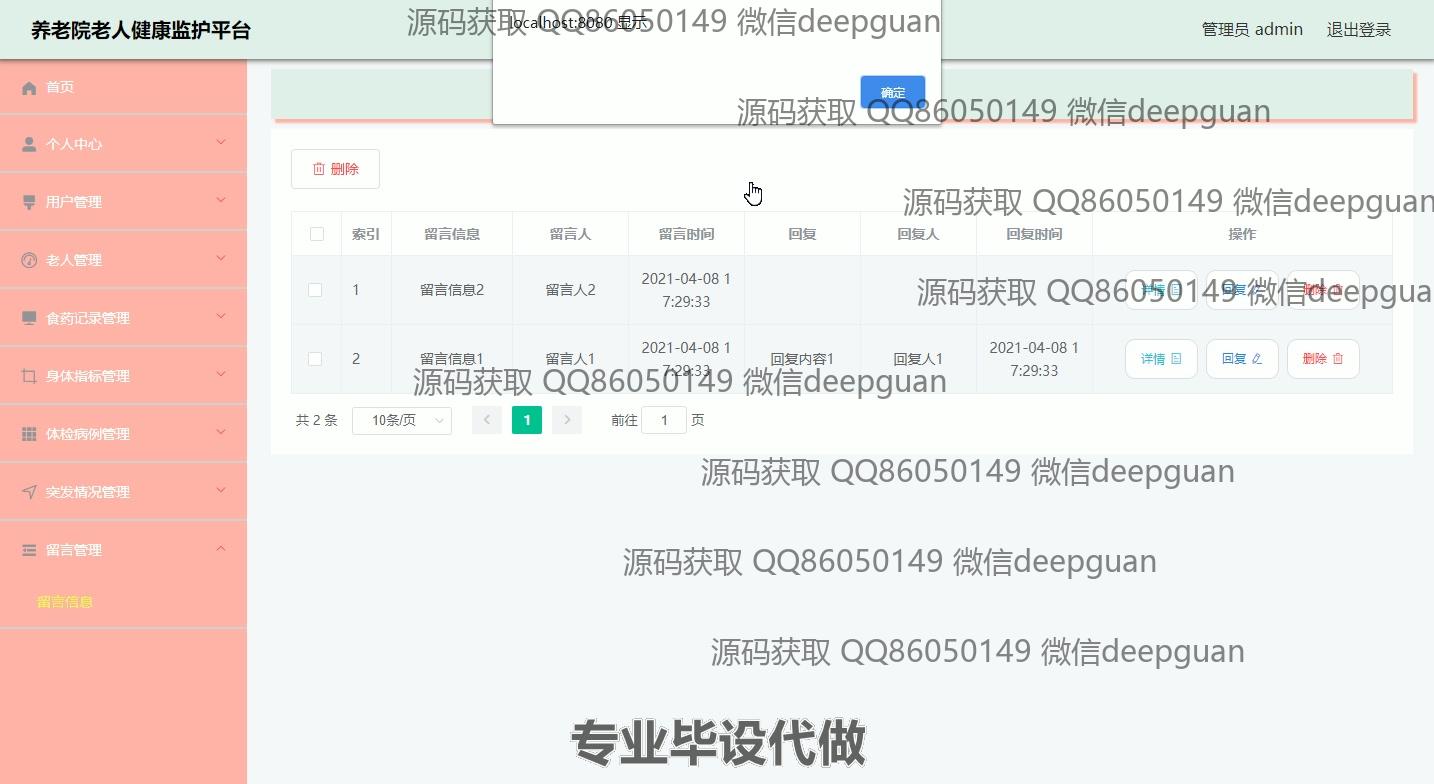 养老院老人健康监护平台
localhost:8080 显示
源码获取 QQ86050149 微信deepguan
管理员 admin 退出登录
确定
源码获取 QQ86050149 微信deepguan
首页
个人中心
用户管理
老人管理
食药记录管理
身体指标管理
体检病例管理
突发情况管理
留言管理
留言信息
删除
源码获取 QQ86050149 微信deepguan
索引 留言信息 留言人 留言时间 回复 回复人 回复时间 操作
1 留言信息2 留言人2 2021-04-08 1
7:29:33
详情 回复 删除
源码获取 QQ86050149 微信deepgua
2 留言信息1 留言人1 2021-04-08 1
7:29:33
回复内容1 回复人1 2021-04-08 1
7:29:33
详情 回复 删除
源码获取 QQ86050149 微信deepguan
共 2 条 10条/页 1 前往 1 页
源码获取 QQ86050149 微信deepguan
源码获取 QQ86050149 微信deepguan
源码获取 QQ86050149 微信deepguan
专业毕设代做